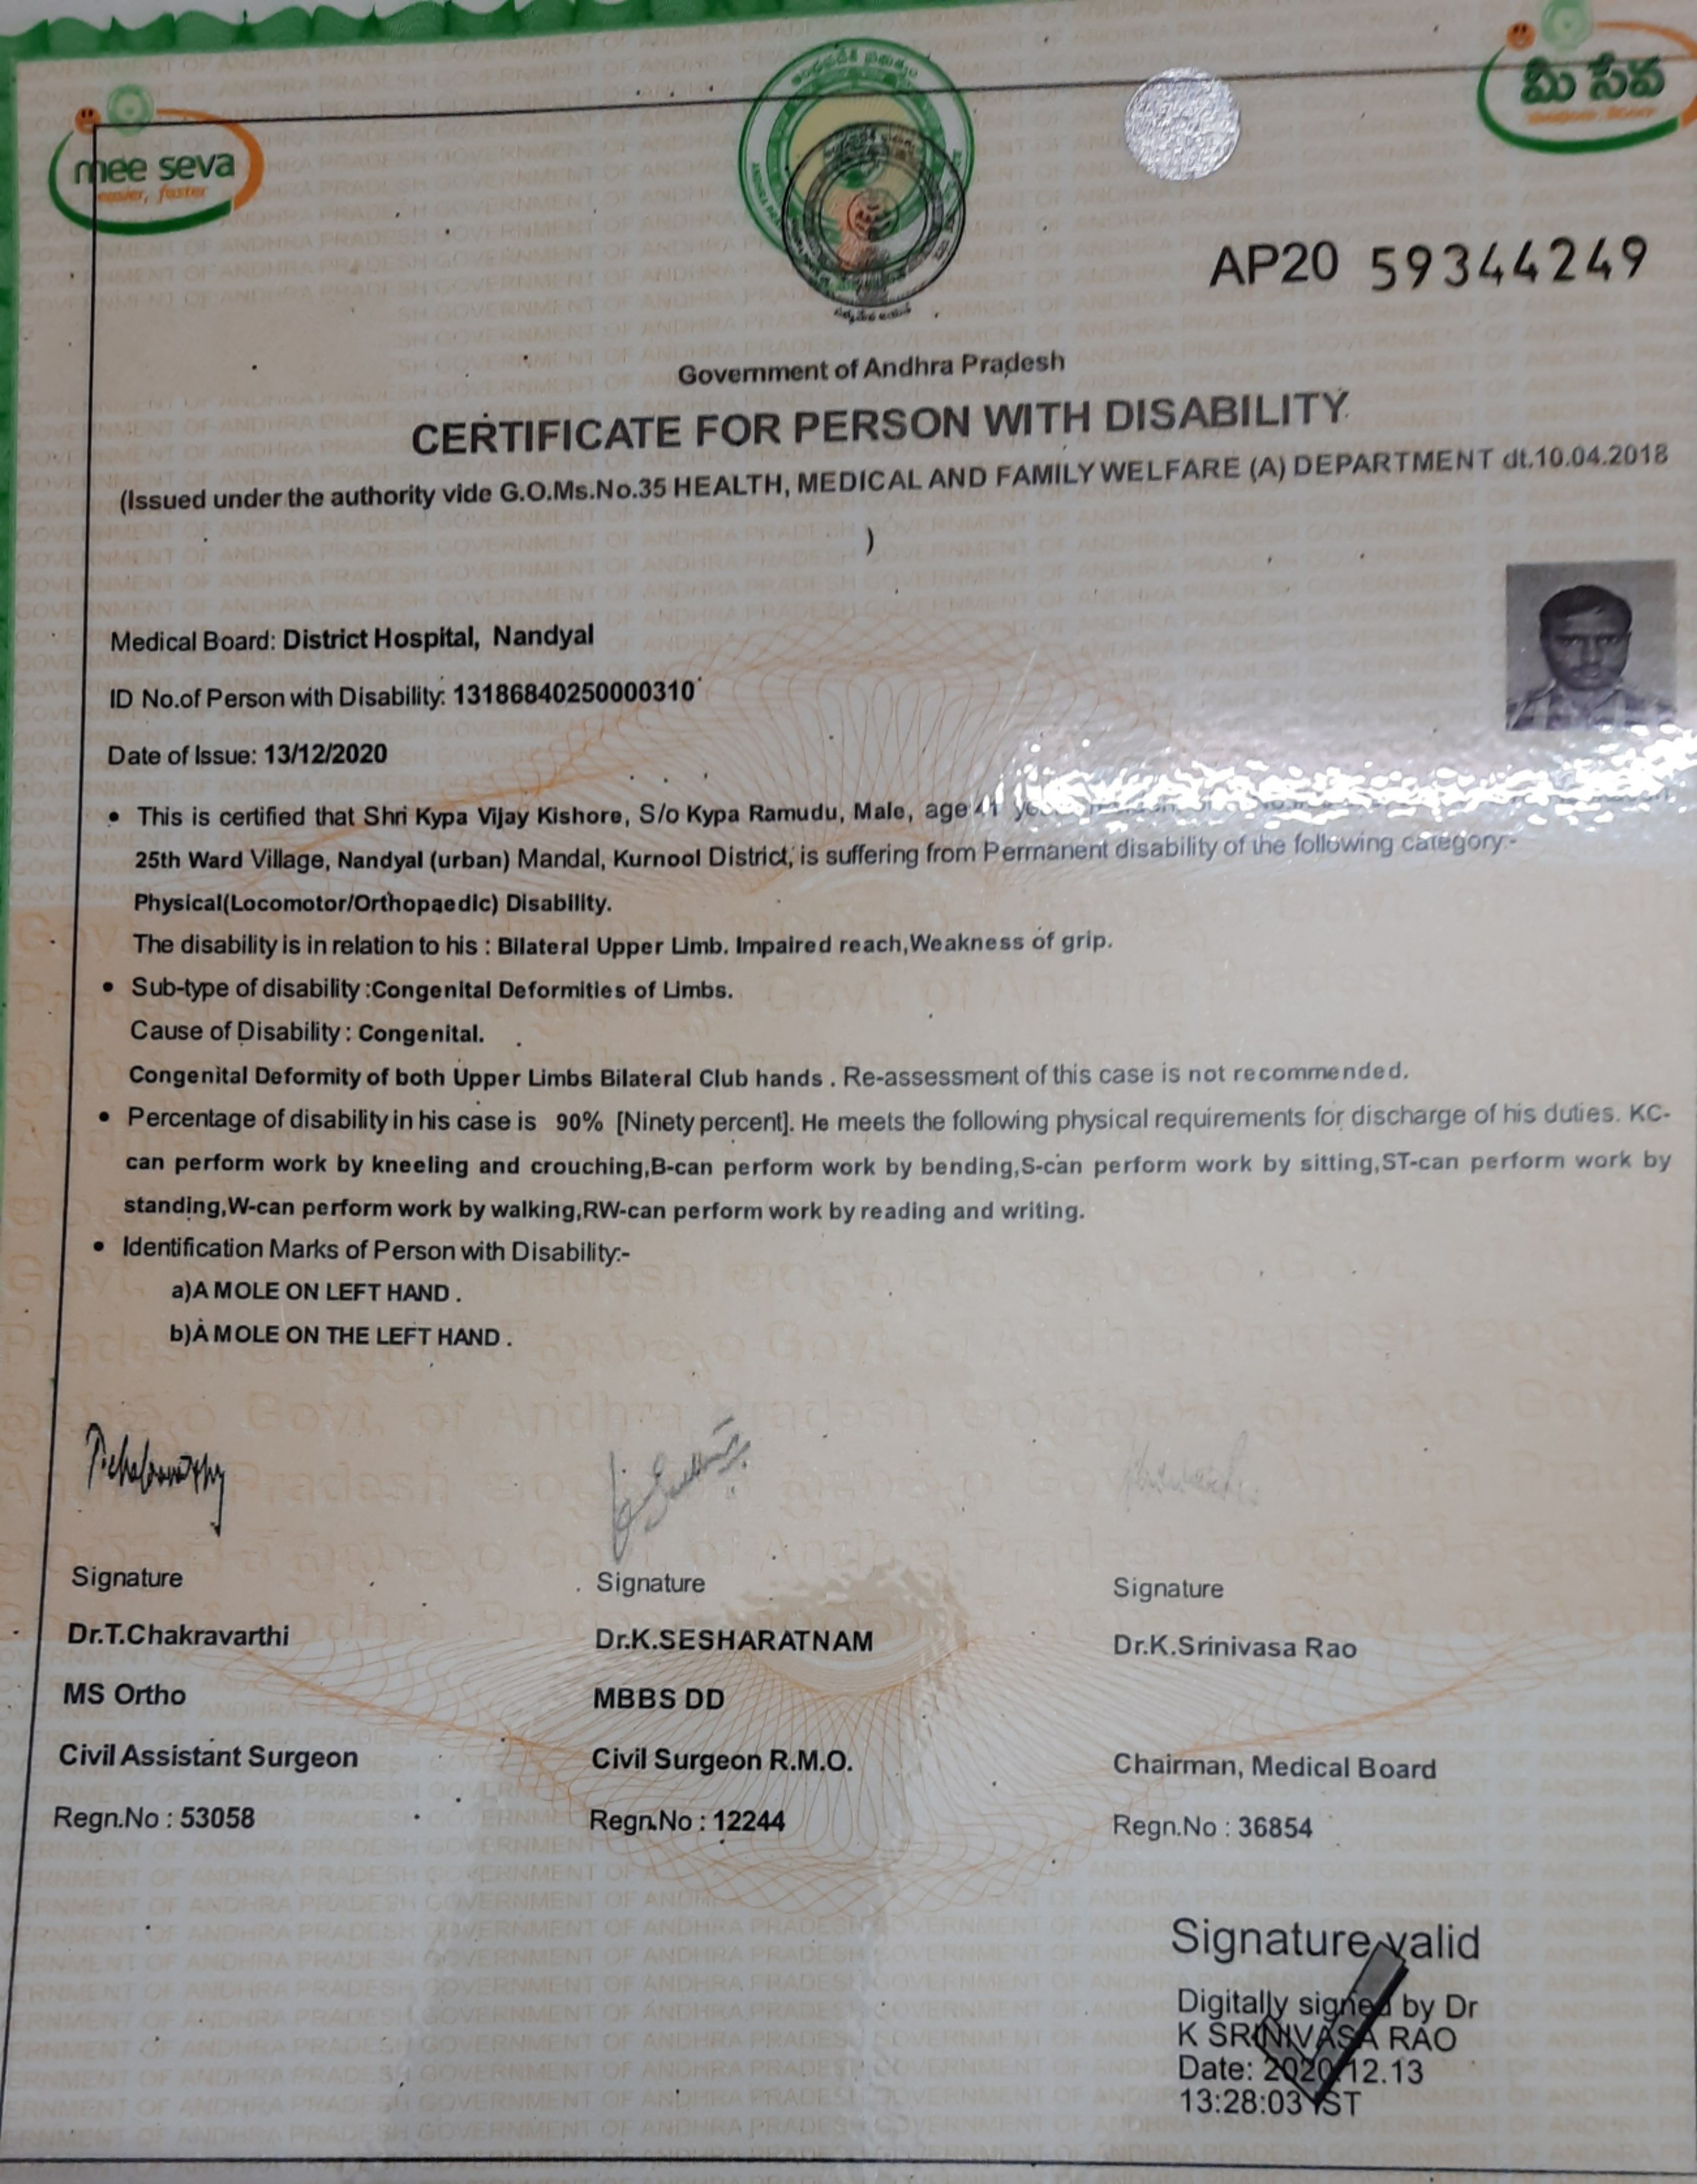 mee seva
easier, faster
మీ సేవ
AP20 59344249
Government of Andhra Pradesh
CERTIFICATE FOR PERSON WITH DISABILITY
(Issued under the authority vide G.O.Ms.No.35 HEALTH, MEDICAL AND FAMILY WELFARE (A) DEPARTMENT dt.10.04.2018
)
Medical Board: District Hospital, Nandyal
ID No.of Person with Disability: 13186840250000310
Date of Issue: 13/12/2020
• This is certified that Shri Kypa Vijay Kishore, S/o Kypa Ramudu, Male, age 41
25th Ward Village, Nandyal (urban) Mandal, Kurnool District, is suffering from Permanent disability of the following category:-
Physical(Locomotor/Orthopaedic) Disability.
The disability is in relation to his : Bilateral Upper Limb. Impaired reach,Weakness of grip.
• Sub-type of disability :Congenital Deformities of Limbs.
Cause of Disability : Congenital.
Congenital Deformity of both Upper Limbs Bilateral Club hands . Re-assessment of this case is not recommended.
• Percentage of disability in his case is 90% [Ninety percent]. He meets the following physical requirements for discharge of his duties. KC-
can perform work by kneeling and crouching,B-can perform work by bending,S-can perform work by sitting,ST-can perform work by
standing,W-can perform work by walking,RW-can perform work by reading and writing.
• Identification Marks of Person with Disability:-
a)A MOLE ON LEFT HAND .
b)A MOLE ON THE LEFT HAND .
Signature Signature Signature
Dr.T.Chakravarthi Dr.K.SESHARATNAM Dr.K.Srinivasa Rao
MS Ortho MBBS DD
Civil Assistant Surgeon Civil Surgeon R.M.O. Chairman, Medical Board
Regn.No : 53058 Regn.No : 12244 Regn.No : 36854
Signature valid
Digitally signed by Dr
K SRINIVASA RAO
Date: 2020.12.13
13:28:03 IST